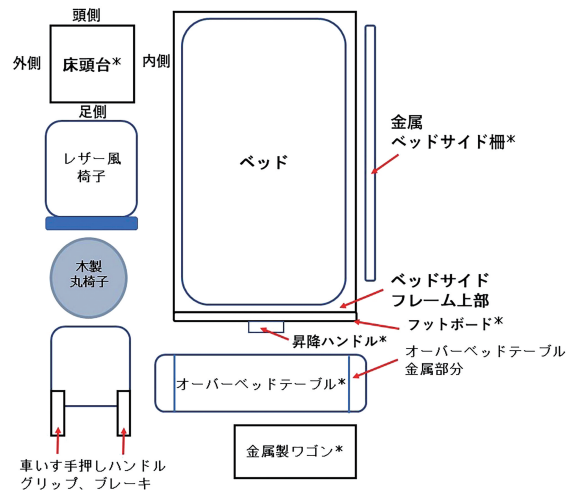 頭側
外側
床頭台*
内側
足側
レザー風
椅子
木製
丸椅子
ベッド
金属
ベッドサイド柵*
ベッドサイド
フレーム上部
フットボード*
昇降ハンドル*
オーバーベッドテーブル
金属部分
オーバーベッドテーブル*
金属製ワゴン*
車いす手押しハンドル
グリップ、ブレーキ